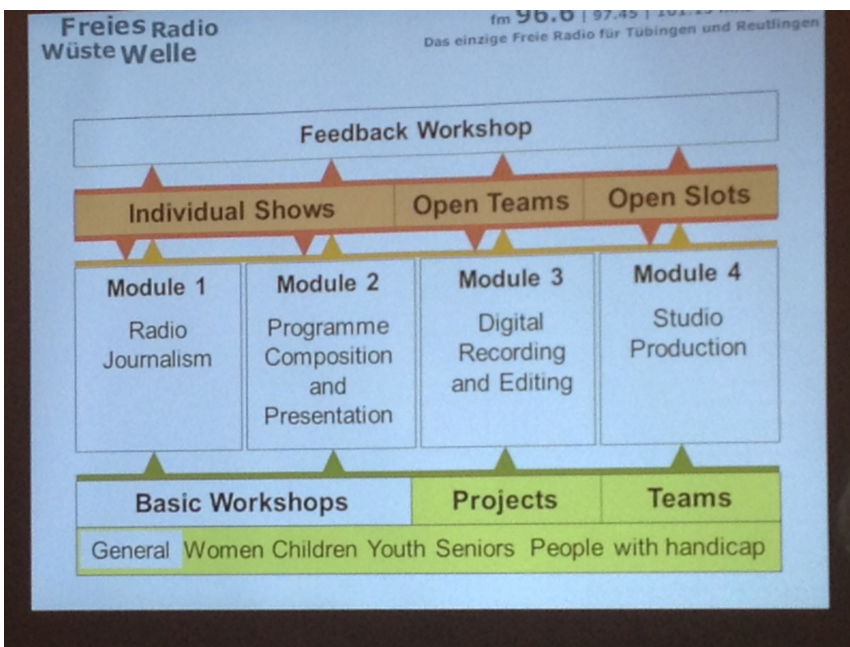 Freies Radio
Wüste Welle
fm 96.6 | 97.45 |
Das einzige Freie Radio für Tübingen und Reutlingen
Feedback Workshop
Individual Shows
Open Teams
Open Slots
Module 1
Radio
Journalism
Module 2
Programme
Composition
and
Presentation
Module 3
Digital
Recording
and Editing
Module 4
Studio
Production
Basic Workshops
Projects
Teams
General Women Children Youth Seniors People with handicap